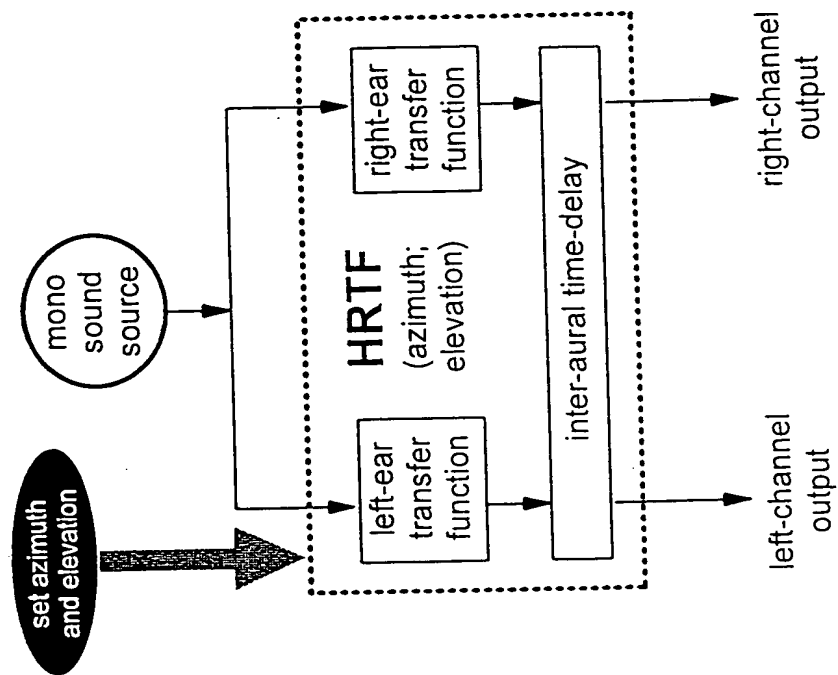 set azimuth
and elevation
mono
sound
source
left-ear
transfer
function
HRTF
(azimuth;
elevation)
right-ear
transfer
function
inter-aural time-delay
left-channel
output
right-channel
output